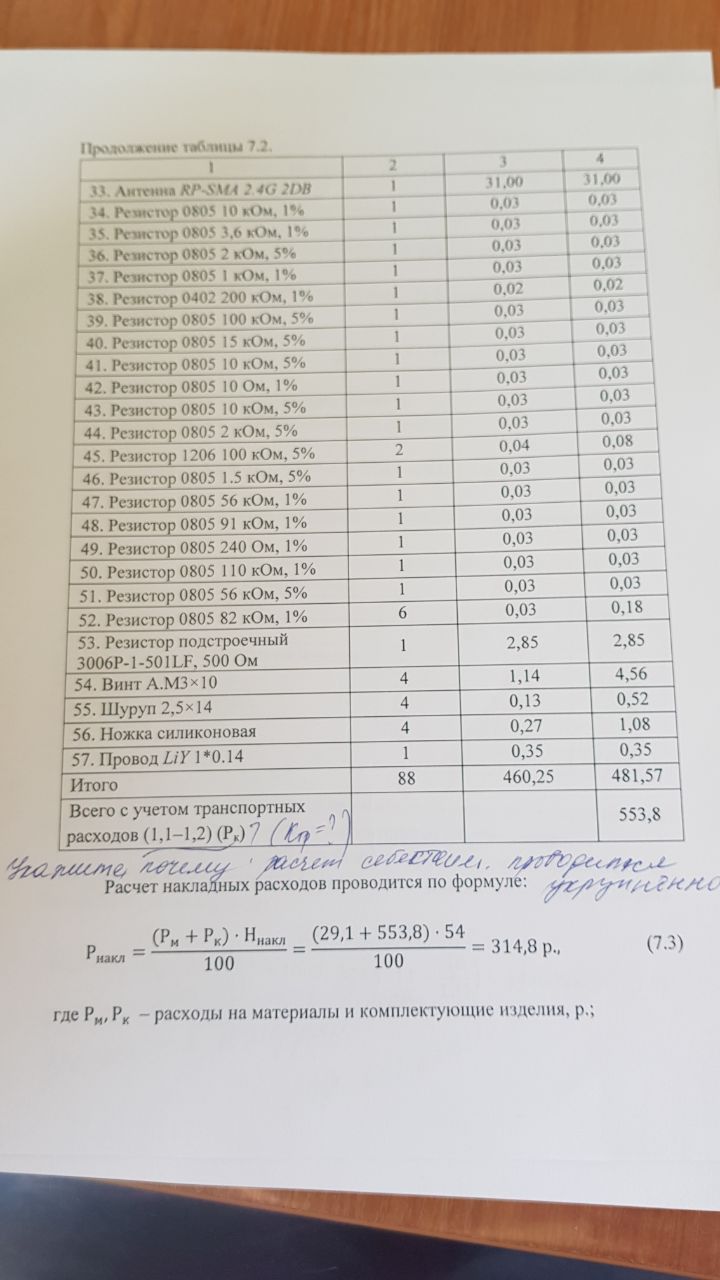 Продолжение таблицы 7.2.
1 2 3 4
33. Антенна RP-SMA 2.4G 2DB 1 31,00 31,00
34. Резистор 0805 10 кОм, 1% 1 0,03 0,03
35. Резистор 0805 3,6 кОм, 1% 1 0,03 0,03
36. Резистор 0805 2 кОм, 5% 1 0,03 0,03
37. Резистор 0805 1 кОм, 1% 1 0,03 0,03
38. Резистор 0402 200 кОм, 1% 1 0,02 0,02
39. Резистор 0805 100 кОм, 5% 1 0,03 0,03
40. Резистор 0805 15 кОм, 5% 1 0,03 0,03
41. Резистор 0805 10 кОм, 5% 1 0,03 0,03
42. Резистор 0805 10 Ом, 1% 1 0,03 0,03
43. Резистор 0805 10 кОм, 5% 1 0,03 0,03
44. Резистор 0805 2 кОм, 5% 1 0,03 0,03
45. Резистор 1206 100 кОм, 5% 2 0,04 0,08
46. Резистор 0805 1.5 кОм, 5% 1 0,03 0,03
47. Резистор 0805 56 кОм, 1% 1 0,03 0,03
48. Резистор 0805 91 кОм, 1% 1 0,03 0,03
49. Резистор 0805 240 Ом, 1% 1 0,03 0,03
50. Резистор 0805 110 кОм, 1% 1 0,03 0,03
51. Резистор 0805 56 кОм, 5% 1 0,03 0,03
52. Резистор 0805 82 кОм, 1% 6 0,03 0,18
53. Резистор подстроечный
3006P-1-501LF, 500 Ом 1 2,85 2,85
54. Винт А.М3×10 4 1,14 4,56
55. Шуруп 2,5×14 4 0,13 0,52
56. Ножка силиконовая 4 0,27 1,08
57. Провод LiY 1*0.14 1 0,35 0,35
Итого 88 460,25 481,57
Всего с учетом транспортных
расходов (1,1–1,2) (Рк) ? (Ктр=?) 553,8
Укажите, почему расчет себестоим. проводится
укрупнённо
Расчет накладных расходов проводится по формуле:
Рнакл = (Рм + Рк) · Ннакл / 100 = (29,1 + 553,8) · 54 / 100 = 314,8 р., (7.3)
где Рм, Рк – расходы на материалы и комплектующие изделия, р.;